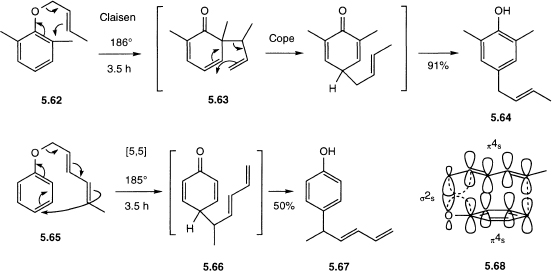 O Claisen O Cope O OH
186°
3.5 h 91%
H
5.62 5.63 5.64
O [5,5] O OH π4s
185° σ2s
3.5 h 50%
H O
π4s
5.65 5.66 5.67 5.68